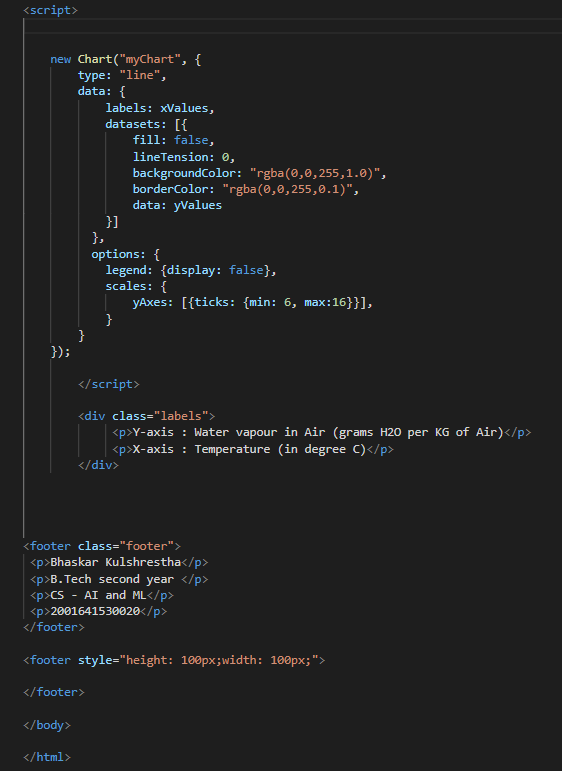 <script>
new Chart("myChart", {
type: "line",
data: {
labels: xValues,
datasets: [{
fill: false,
lineTension: 0,
backgroundColor: "rgba(0,0,255,1.0)",
borderColor: "rgba(0,0,255,0.1)",
data: yValues
}]
},
options: {
legend: {display: false},
scales: {
yAxes: [{ticks: {min: 6, max:16}}],
}
}
});
</script>
<div class="labels">
<p>Y-axis : Water vapour in Air (grams H2O per KG of Air)</p>
<p>X-axis : Temperature (in degree C)</p>
</div>
<footer class="footer">
<p>Bhaskar Kulshrestha</p>
<p>B.Tech second year </p>
<p>CS - AI and ML</p>
<p>2001641530020</p>
</footer>
<footer style="height: 100px;width: 100px;">
</footer>
</body>
</html>